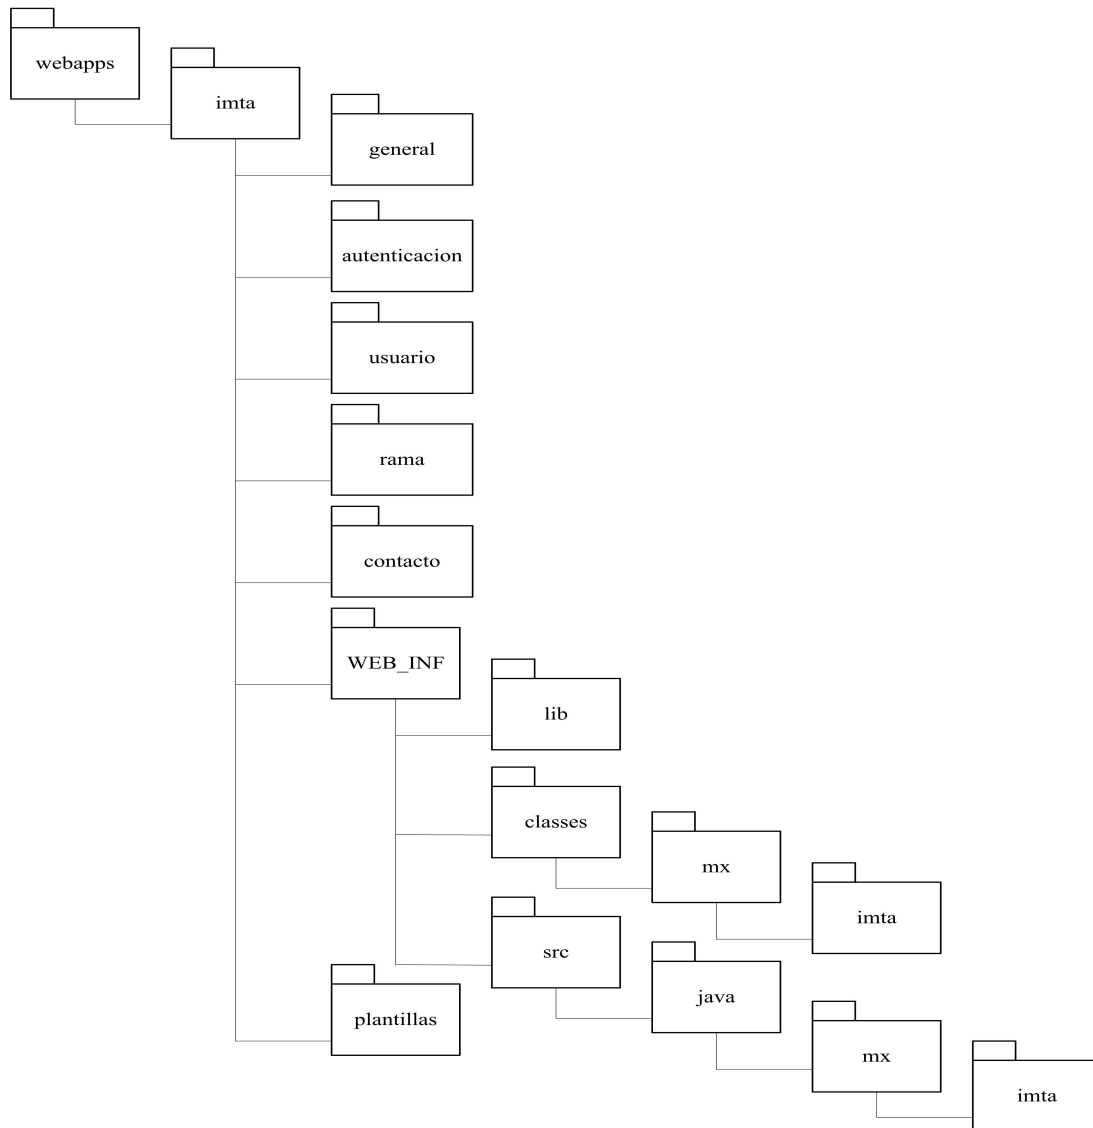 webapps
imta
general
autenticacion
usuario
rama
contacto
WEB_INF
lib
classes
mx
imta
src
java
plantillas
mx
imta